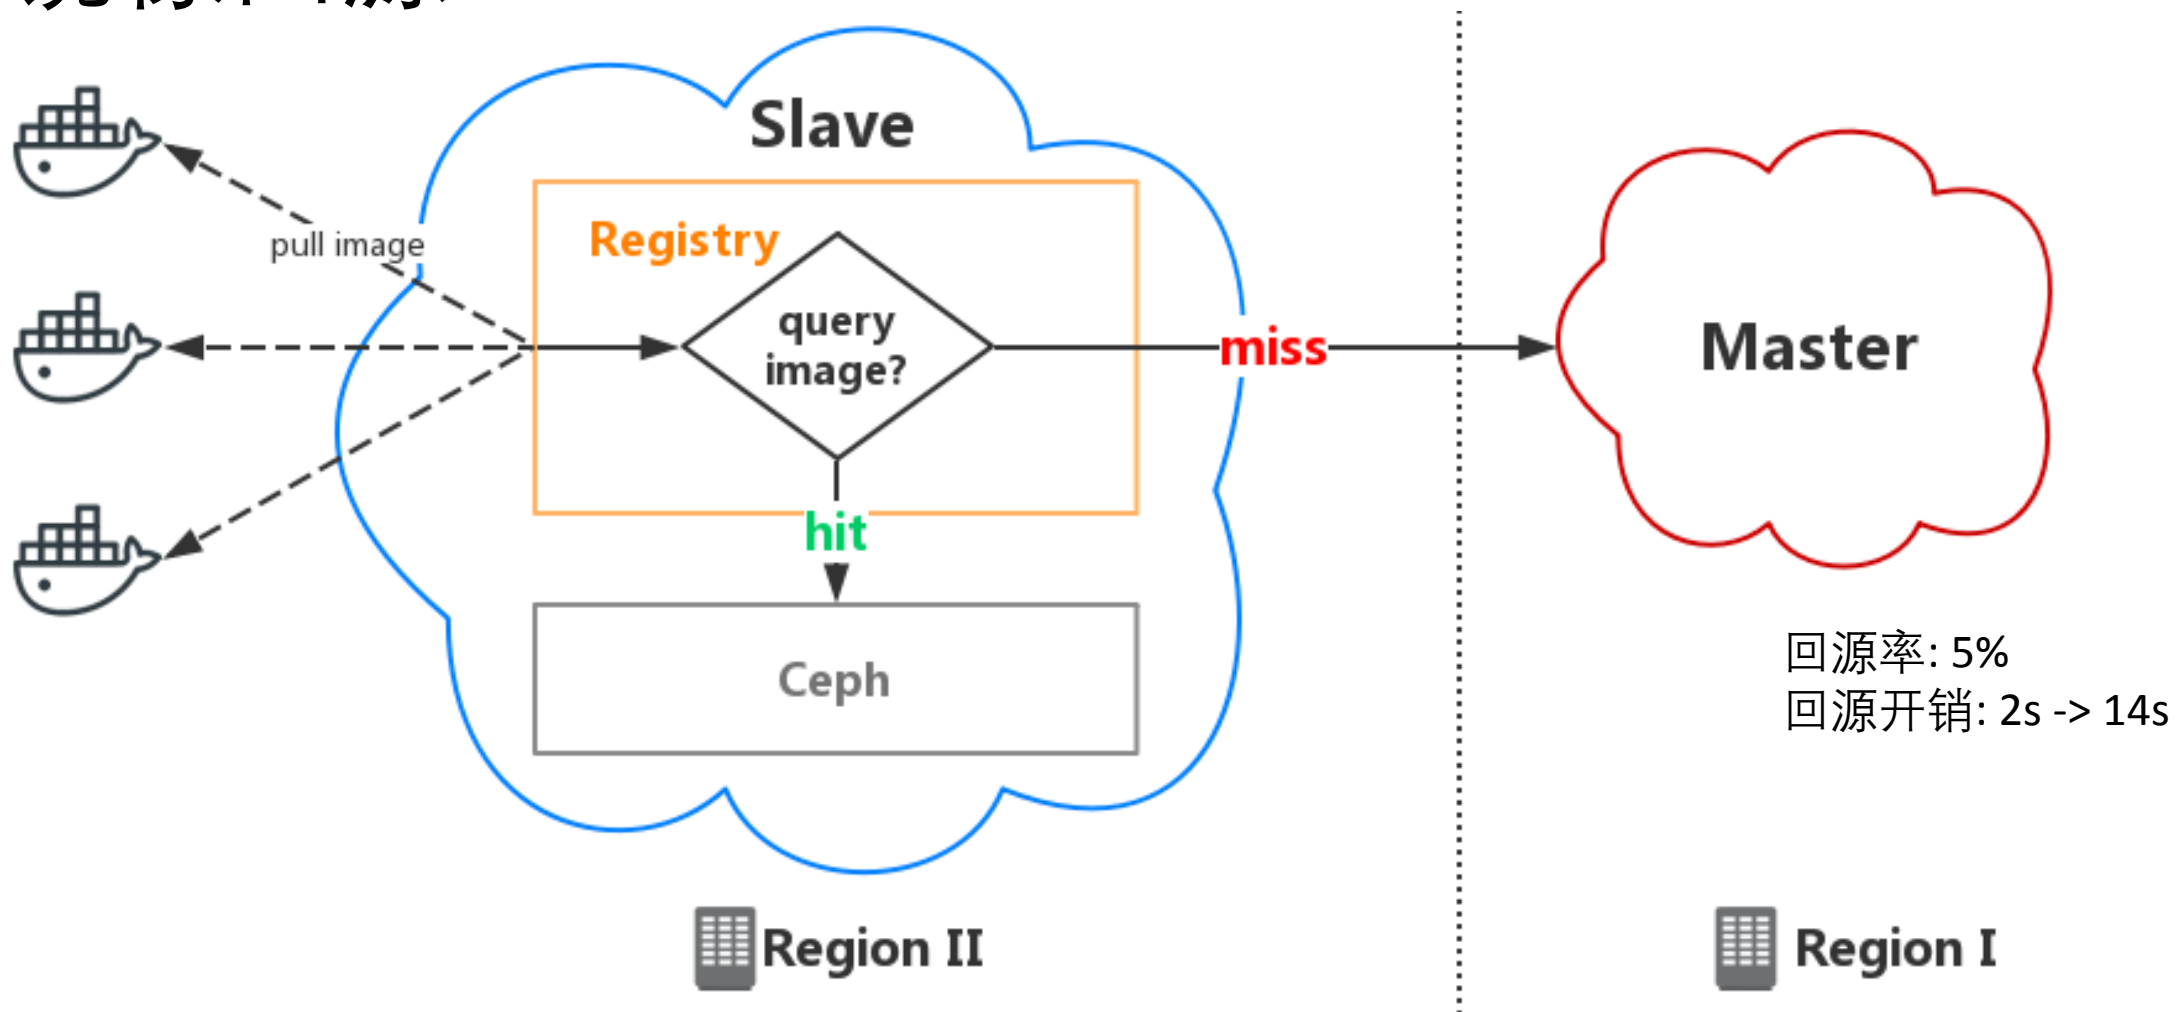 Slave
Registry
pull image
query
image?
miss
Master
hit
Ceph
回源率: 5%
回源开销: 2s -> 14s
Region II
Region I